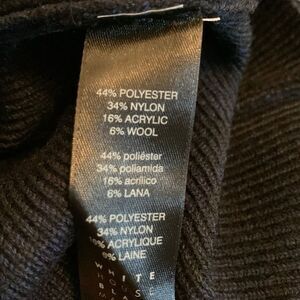 44% POLYESTER
34% NYLON
16% ACRYLIC
6% WOOL
44% poliéster
34% poliamida
16% acrílico
6% LANA
44% POLYESTER
34% NYLON
16% ACRYLIQUE
6% LAINE
WHITE